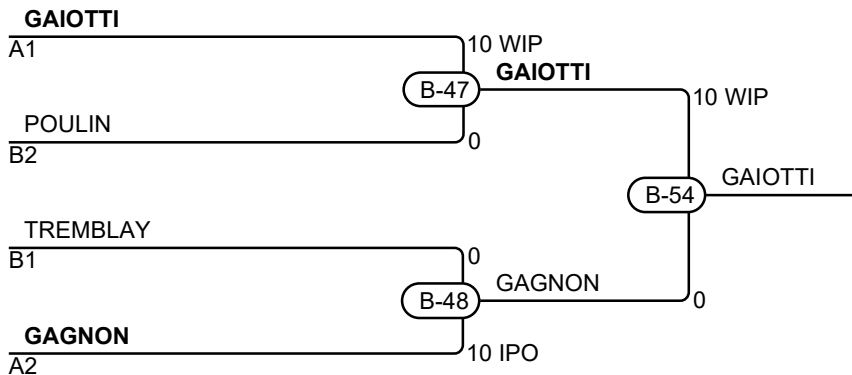 GAIOTTI
A1
10 WIP
B-47
GAIOTTI
POULIN
B2
0
10 WIP
B-54
GAIOTTI
TREMBLAY
B1
0
B-48
GAGNON
0
GAGNON
A2
10 IPO